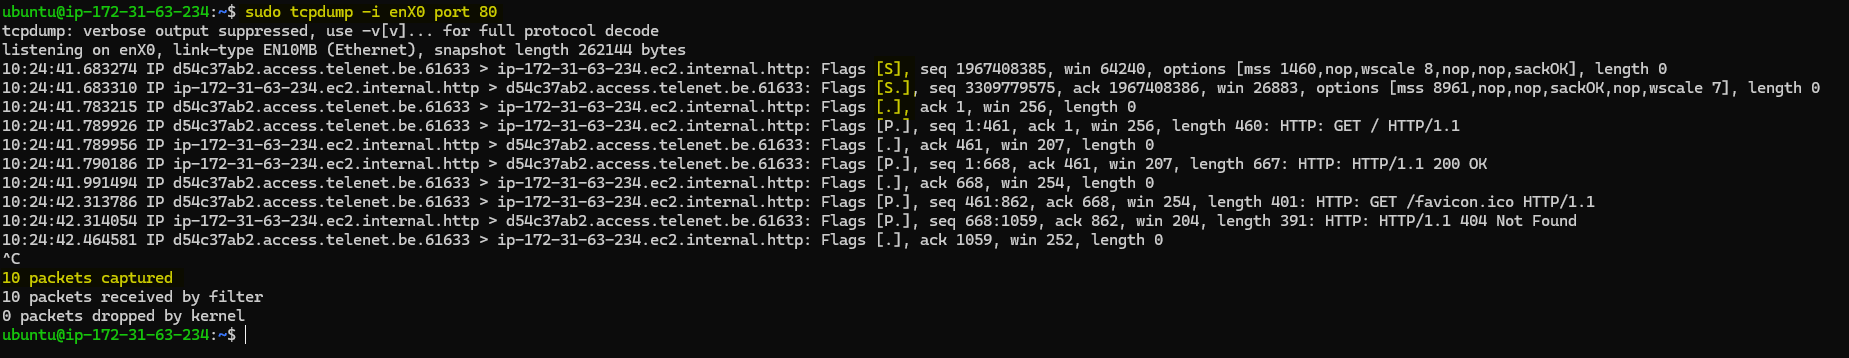 ubuntu@ip-172-31-63-234:~$ sudo tcpdump -i enX0 port 80
tcpdump: verbose output suppressed, use -v[v]... for full protocol decode
listening on enX0, link-type EN10MB (Ethernet), snapshot length 262144 bytes
10:24:41.683274 IP d54c37ab2.access.telenet.be.61633 > ip-172-31-63-234.ec2.internal.http: Flags [S], seq 1967408385, win 64240, options [mss 1460,nop,wscale 8,nop,nop,sackOK], length 0
10:24:41.683310 IP ip-172-31-63-234.ec2.internal.http > d54c37ab2.access.telenet.be.61633: Flags [S.], seq 3309779575, ack 1967408386, win 26883, options [mss 8961,nop,nop,sackOK,nop,wscale 7], length 0
10:24:41.783215 IP d54c37ab2.access.telenet.be.61633 > ip-172-31-63-234.ec2.internal.http: Flags [.], ack 1, win 256, length 0
10:24:41.789926 IP d54c37ab2.access.telenet.be.61633 > ip-172-31-63-234.ec2.internal.http: Flags [P.], seq 1:461, ack 1, win 256, length 460: HTTP: GET / HTTP/1.1
10:24:41.789956 IP ip-172-31-63-234.ec2.internal.http > d54c37ab2.access.telenet.be.61633: Flags [.], ack 461, win 207, length 0
10:24:41.790186 IP ip-172-31-63-234.ec2.internal.http > d54c37ab2.access.telenet.be.61633: Flags [P.], seq 1:668, ack 461, win 207, length 667: HTTP: HTTP/1.1 200 OK
10:24:41.991494 IP d54c37ab2.access.telenet.be.61633 > ip-172-31-63-234.ec2.internal.http: Flags [.], ack 668, win 254, length 0
10:24:42.313786 IP d54c37ab2.access.telenet.be.61633 > ip-172-31-63-234.ec2.internal.http: Flags [P.], seq 461:862, ack 668, win 254, length 401: HTTP: GET /favicon.ico HTTP/1.1
10:24:42.314054 IP ip-172-31-63-234.ec2.internal.http > d54c37ab2.access.telenet.be.61633: Flags [P.], seq 668:1059, ack 862, win 204, length 391: HTTP: HTTP/1.1 404 Not Found
10:24:42.464581 IP d54c37ab2.access.telenet.be.61633 > ip-172-31-63-234.ec2.internal.http: Flags [.], ack 1059, win 252, length 0
^C
10 packets captured
10 packets received by filter
0 packets dropped by kernel
ubuntu@ip-172-31-63-234:~$